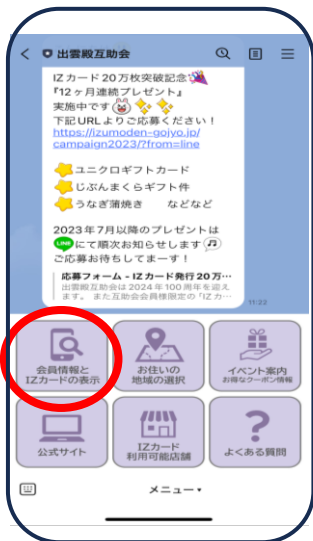 出雲殿互助会
IZカード20万枚突破記念
『12ヶ月連続プレゼント』
実施中です
下記URLよりご応募ください！
https://izumoden-gojyo.jp/
campaign2023/?from=line
ユニクロギフトカード
じぶんまくらギフト件
うなぎ蒲焼き　　などなど
2023年7月以降のプレゼントは
LINEにて順次お知らせします
ご応募お待ちしてまーす！
応募フォーム - IZカード発行20万…
出雲殿互助会は2024年100周年を迎え
ます。 また互助会会員様限定の「IZカ…
11:22
会員情報と
IZカードの表示
お住いの
地域の選択
イベント案内
お得なクーポン情報
公式サイト
IZカード
利用可能店舗
よくある質問
メニュー▾